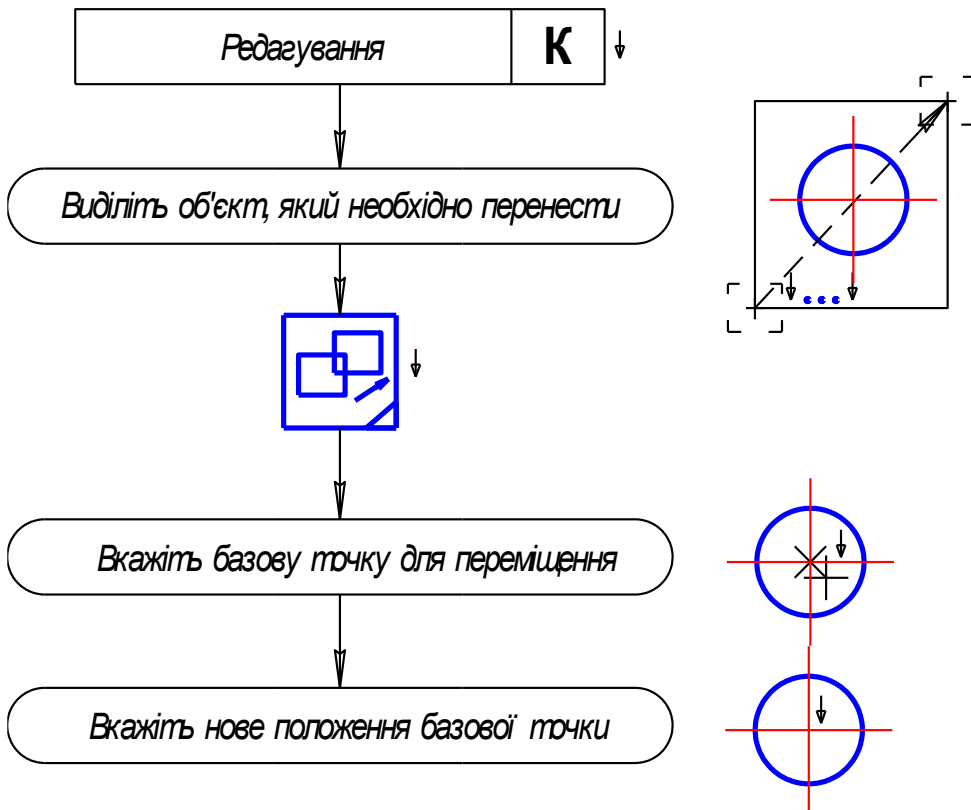 Редагування К
Виділіть об'єкт, який необхідно перенести
Вкажіть базову точку для переміщення
Вкажіть нове положення базової точки